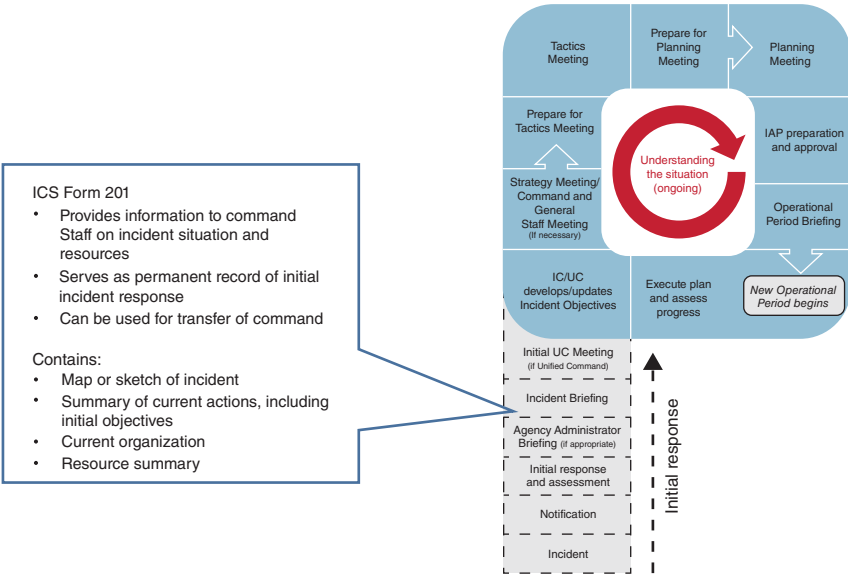 ICS Form 201
• Provides information to command
Staff on incident situation and
resources
• Serves as permanent record of initial
incident response
• Can be used for transfer of command
Contains:
• Map or sketch of incident
• Summary of current actions, including
initial objectives
• Current organization
• Resource summary
Tactics
Meeting
Prepare for
Planning
Meeting
Planning
Meeting
Prepare for
Tactics Meeting
Understanding
the situation
(ongoing)
IAP preparation
and approval
Strategy Meeting/
Command and
General
Staff Meeting
(If necessary)
Operational
Period Briefing
IC/UC
develops/updates
Incident Objectives
Execute plan
and assess
progress
New Operational
Period begins
Initial UC Meeting
(if Unified Command)
Incident Briefing
Agency Administrator
Briefing (if appropriate)
Initial response
and assessment
Notification
Incident
Initial response